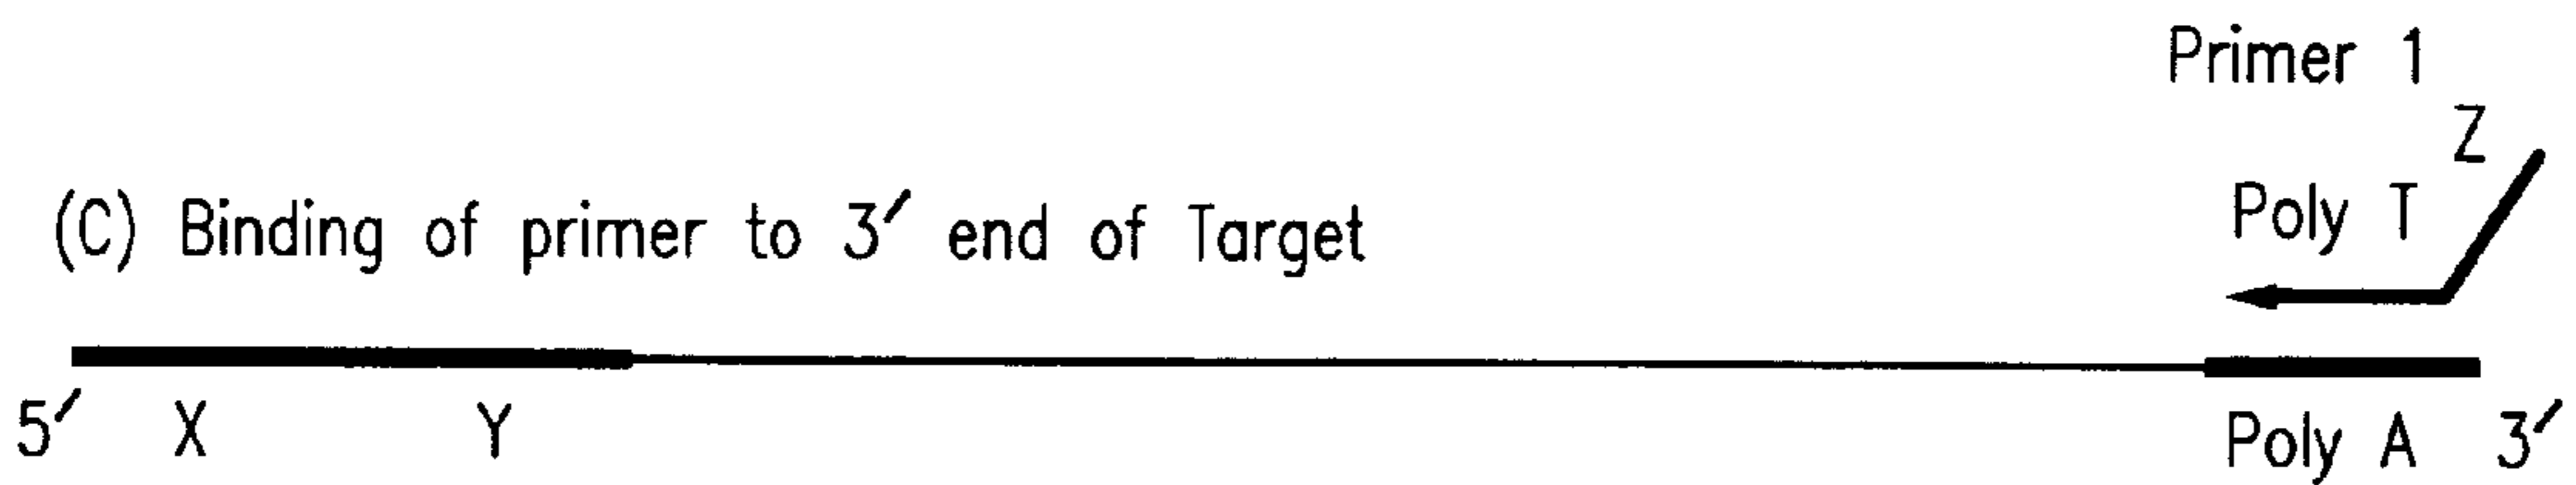 Primer 1
Z
Poly T
(C) Binding of primer to 3′ end of Target
5′ X Y Poly A 3′